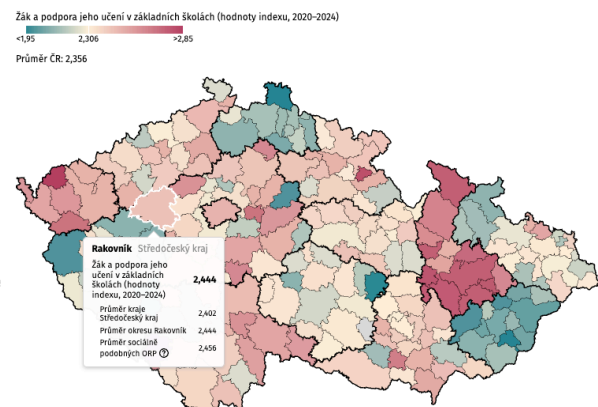 Žák a podpora jeho učení v základních školách (hodnoty indexu, 2020–2024)
<1,95 2,306 >2,85
Průměr ČR: 2,356
Rakovník Středočeský kraj
Žák a podpora jeho
učení v základních
školách (hodnoty
indexu, 2020–2024)
2,444
Průměr kraje
Středočeský kraj
2,402
Průměr okresu Rakovník 2,444
Průměr sociálně
podobných ORP ?
2,456